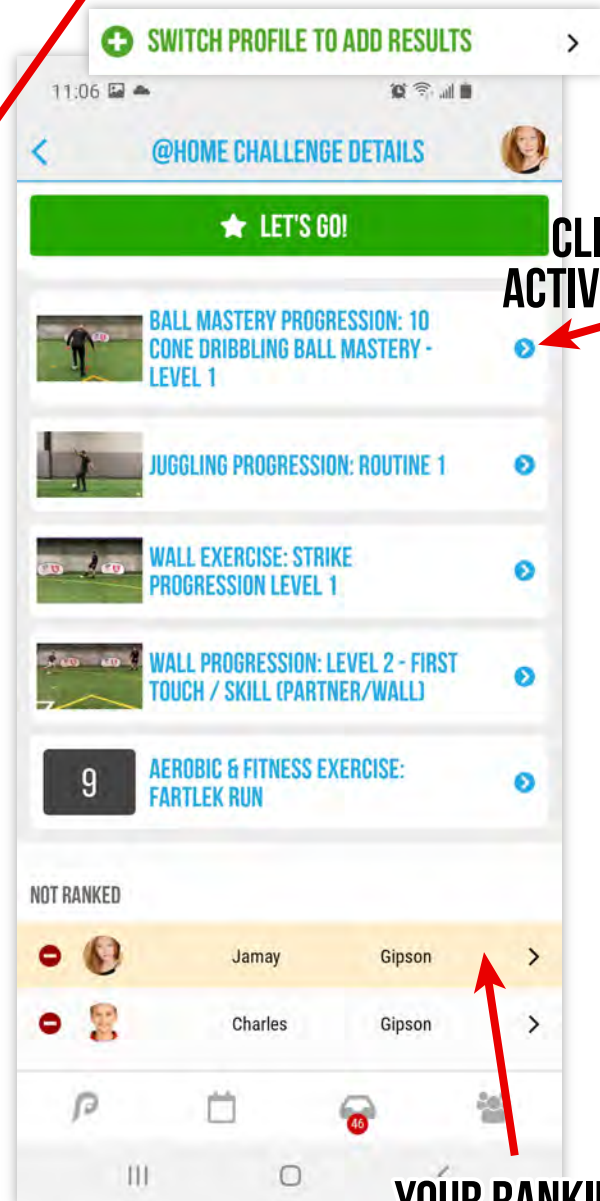 SWITCH PROFILE TO ADD RESULTS
11:06
@HOME CHALLENGE DETAILS
LET'S GO!
BALL MASTERY PROGRESSION: 10
CONE DRIBBLING BALL MASTERY -
LEVEL 1
JUGGLING PROGRESSION: ROUTINE 1
WALL EXERCISE: STRIKE
PROGRESSION LEVEL 1
WALL PROGRESSION: LEVEL 2 - FIRST
TOUCH / SKILL (PARTNER/WALL)
9
AEROBIC & FITNESS EXERCISE:
FARTLEK RUN
NOT RANKED
Jamay Gipson
Charles Gipson
46
YOUR